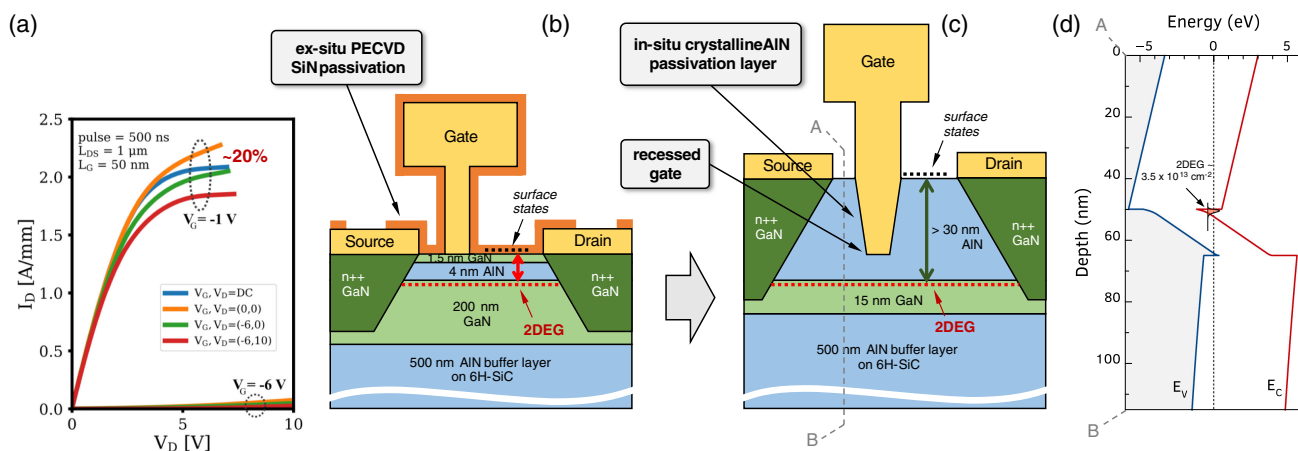 (a)
2.5
2.0
1.5
1.0
0.5
0.0
I_D [A/mm]
pulse = 500 ns
L_DS = 1 μm
L_G = 50 nm
~20%
V_G = -1 V
V_G, V_D=DC
V_G, V_D=(0,0)
V_G, V_D=(-6,0)
V_G, V_D=(-6,10)
V_G = -6 V
0
5
10
V_D [V]
ex-situ PECVD
SiN passivation
(b)
Gate
surface
states
Source
Drain
n++
GaN
1.5 nm GaN
4 nm AlN
n++
GaN
200 nm
GaN
2DEG
500 nm AlN buffer layer
on 6H-SiC
in-situ crystalline AlN
passivation layer
(c)
Gate
A
surface
states
recessed
gate
Source
Drain
> 30 nm
AlN
n++
GaN
n++
GaN
15 nm GaN
2DEG
500 nm AlN buffer layer
on 6H-SiC
B
(d)
Energy (eV)
A
-5
0
5
0
20
40
60
80
100
Depth (nm)
2DEG ~
3.5 x 10^13 cm^-2
E_V
E_C
B